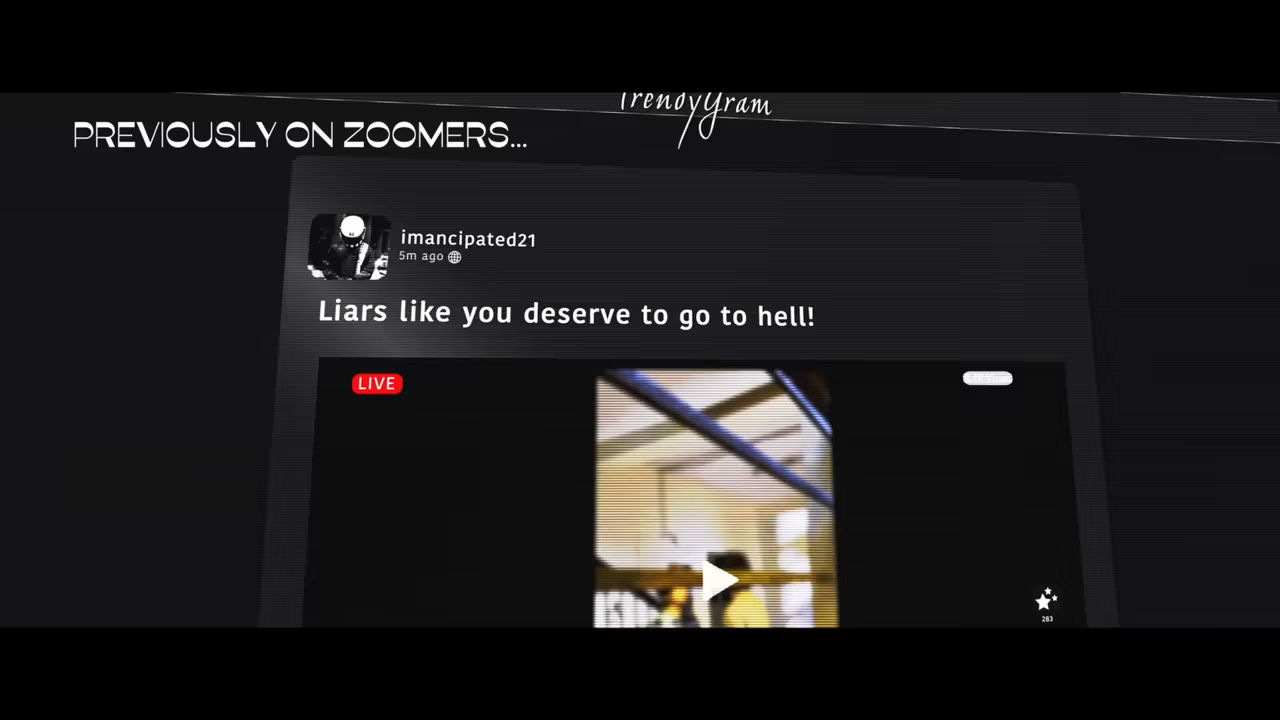 TrendyGram
PREVIOUSLY ON ZOOMERS...
imancipated21
5m ago
Liars like you deserve to go to hell!
LIVE
283